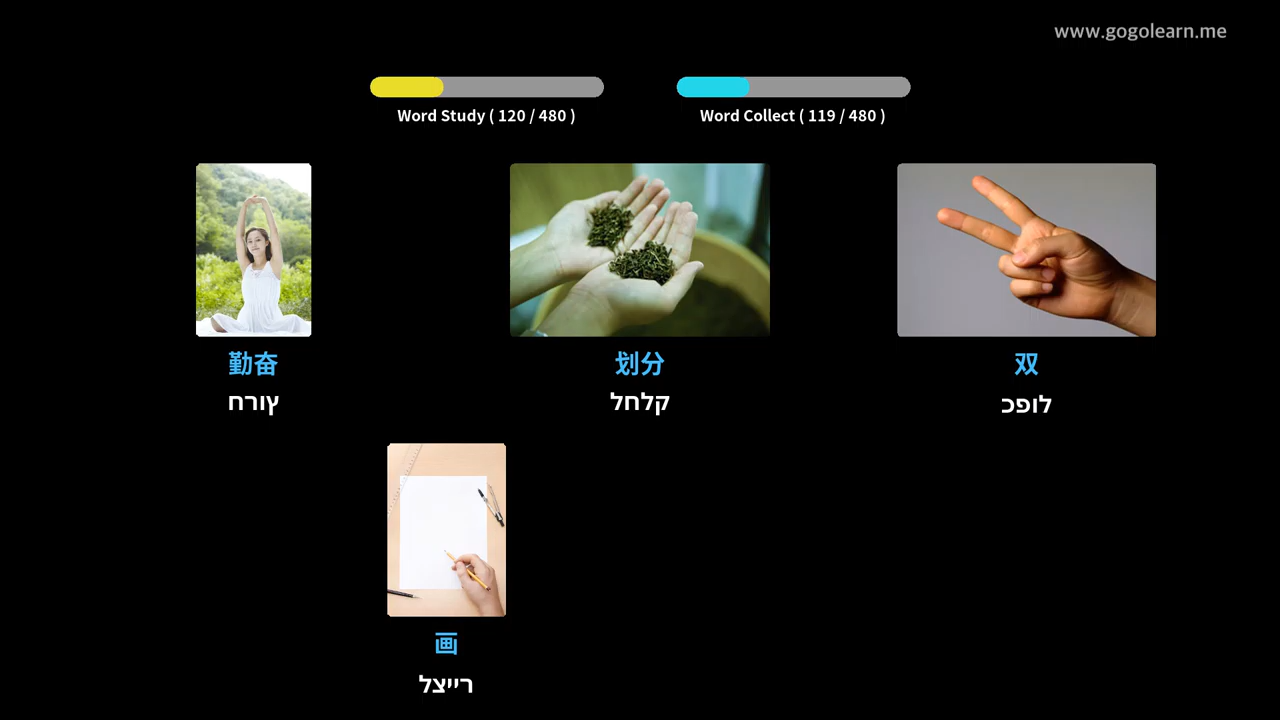 www.gogolearn.me
Word Study ( 120 / 480 )
Word Collect ( 119 / 480 )
勤奋
ץורח
划分
קלחל
双
לופכ
画
רייצל